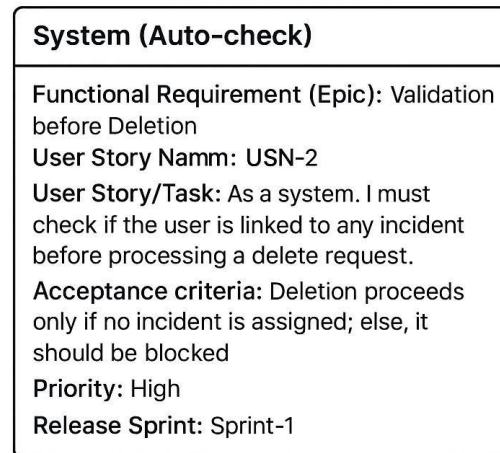 System (Auto-check)
Functional Requirement (Epic): Validation
before Deletion
User Story Namm: USN-2
User Story/Task: As a system. I must
check if the user is linked to any incident
before processing a delete request.
Acceptance criteria: Deletion proceeds
only if no incident is assigned; else, it
should be blocked
Priority: High
Release Sprint: Sprint-1